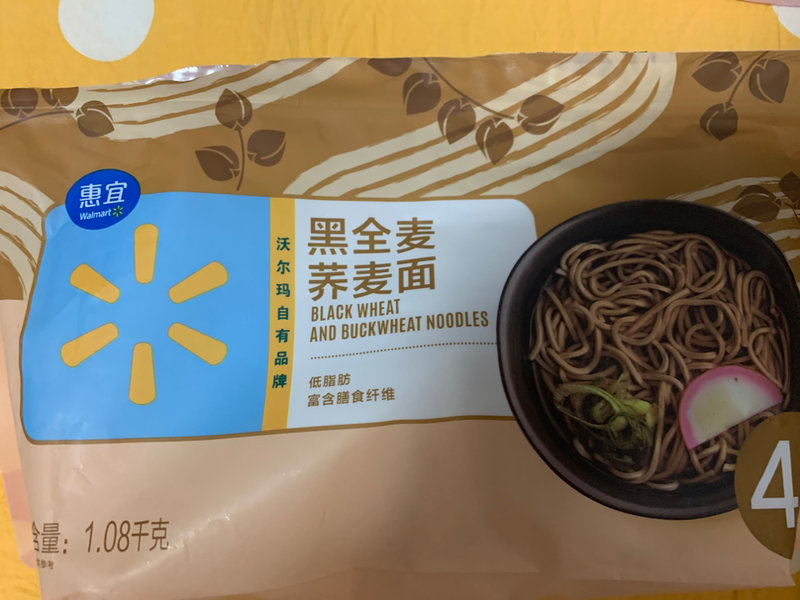 惠宜
Walmart
沃尔玛自有品牌
黑全麦
荞麦面
BLACK WHEAT
AND BUCKWHEAT NOODLES
低脂肪
富含膳食纤维
4
含量：1.08千克
参考